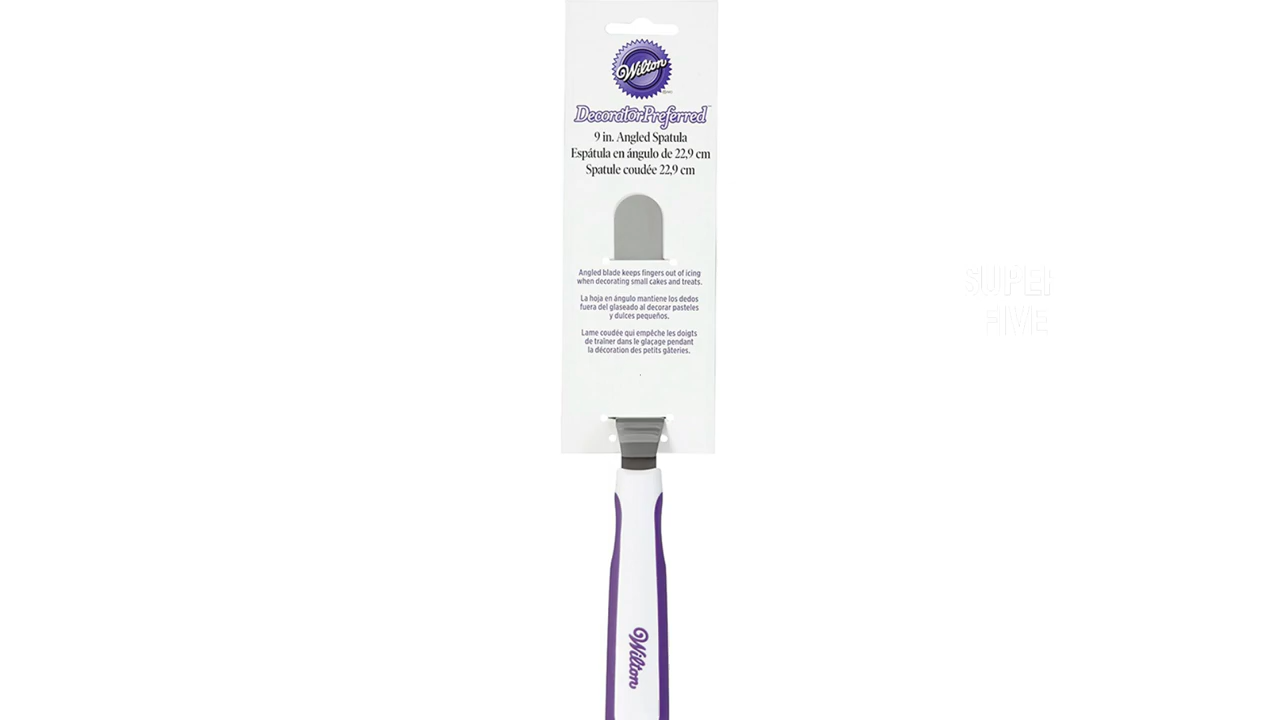 Wilton
Decorator Preferred™
9 in. Angled Spatula
Espátula en ángulo de 22,9 cm
Spatule coudée 22,9 cm
Angled blade keeps fingers out of icing
when decorating small cakes and treats.
La hoja en ángulo mantiene los dedos
fuera del glaseado al decorar pasteles
y dulces pequeños.
Lame coudée qui empêche les doigts
de traîner dans le glaçage pendant
la décoration des petits gâteries.
Wilton
SUPER
FIVE